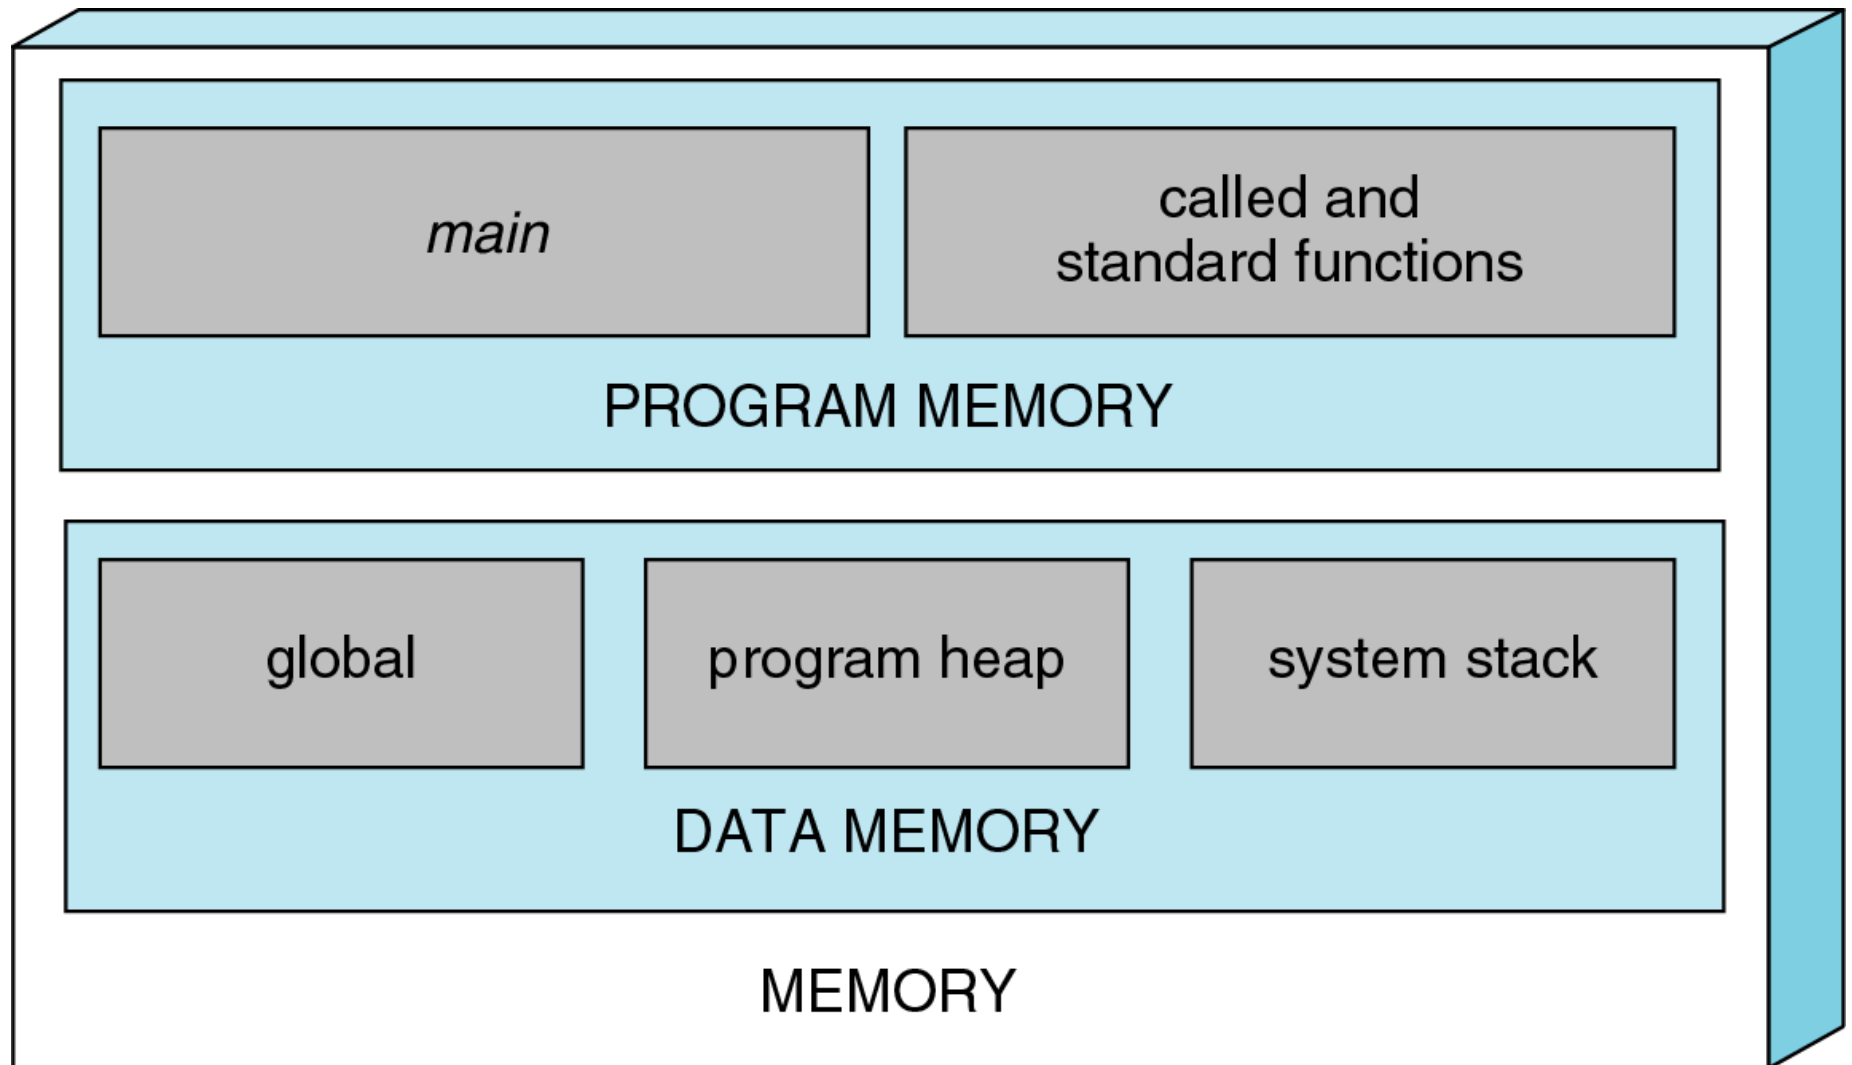 main
called and
standard functions
PROGRAM MEMORY
global
program heap
system stack
DATA MEMORY
MEMORY